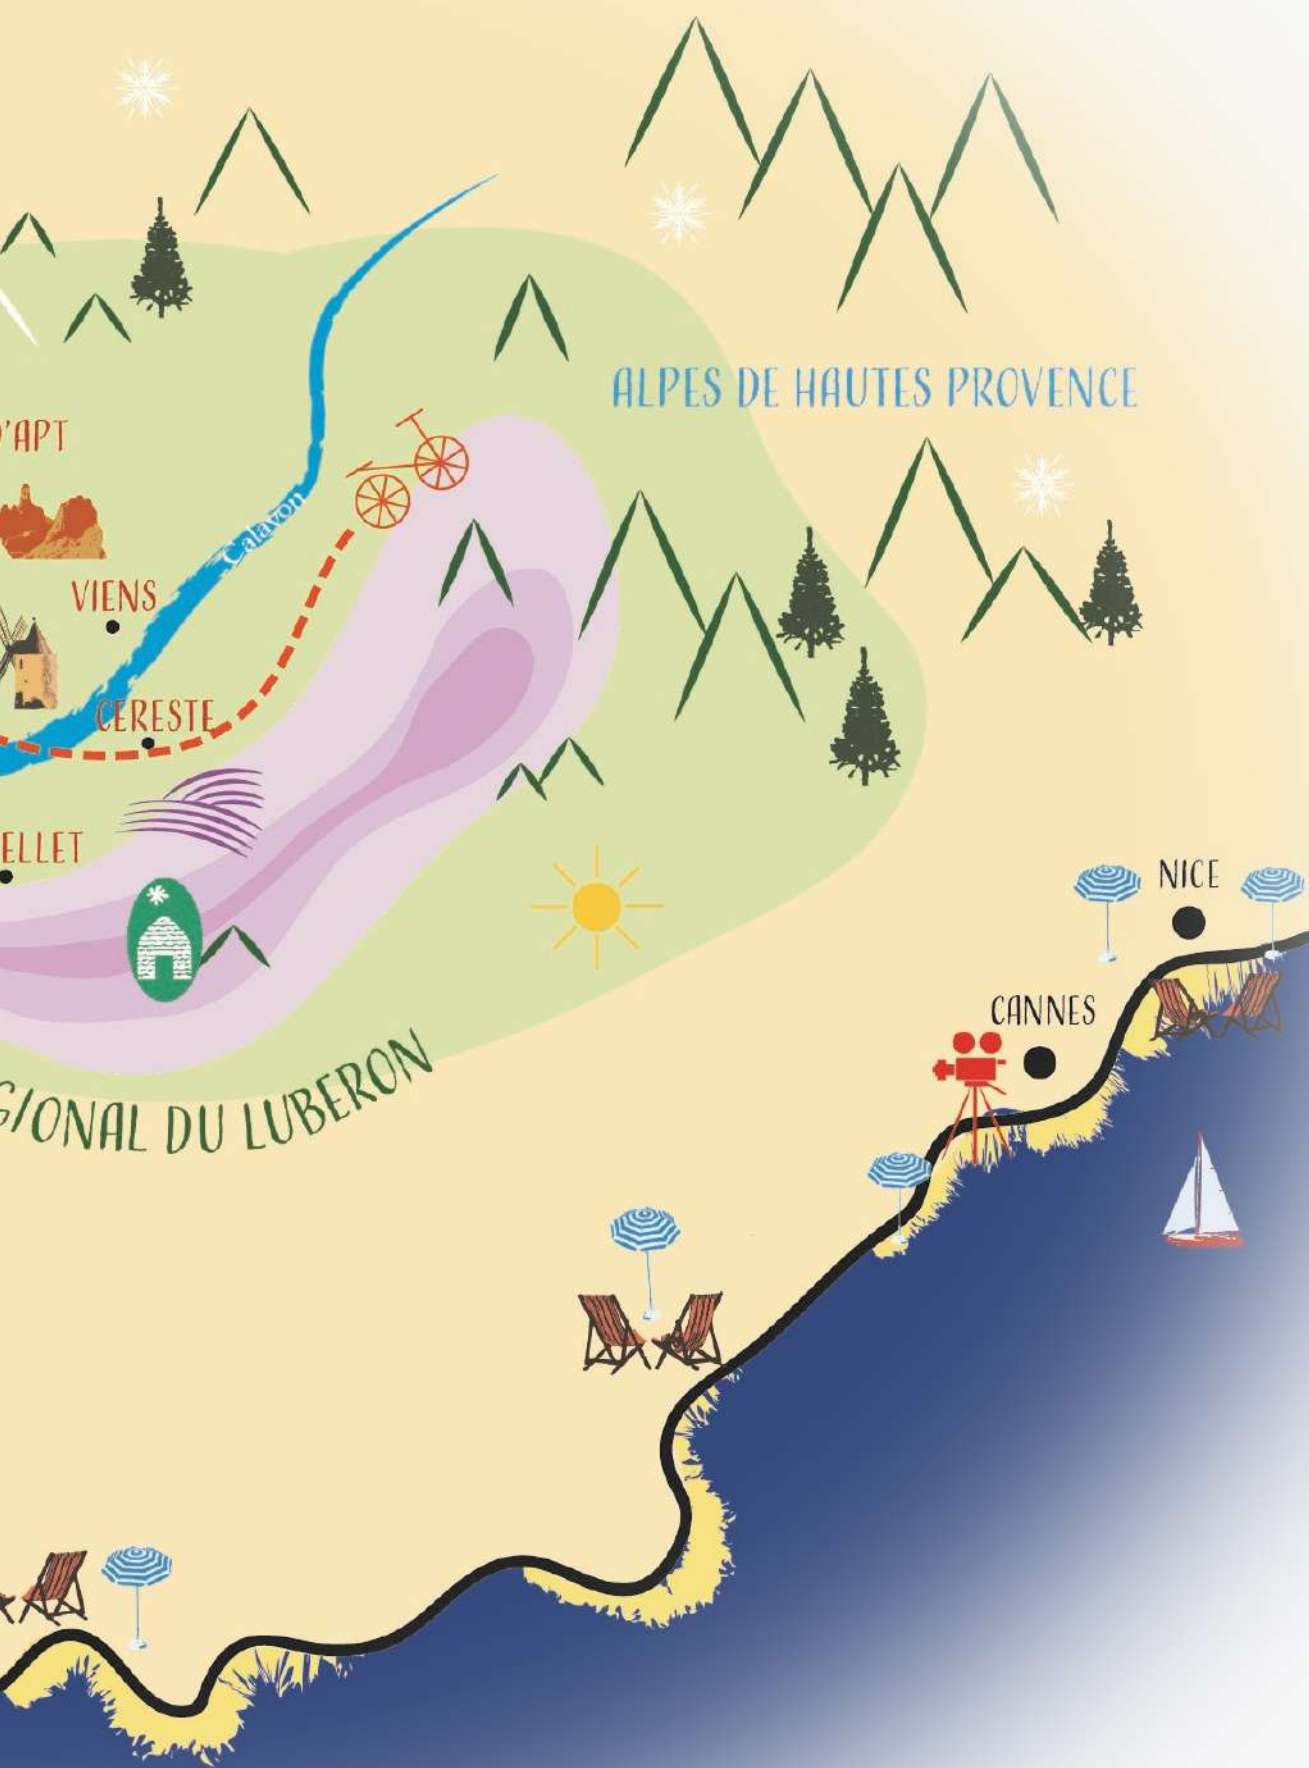 ALPES DE HAUTES PROVENCE
D'APT
Calavon
VIENS
CERESTE
ELLET
NICE
CANNES
GIONAL DU LUBERON